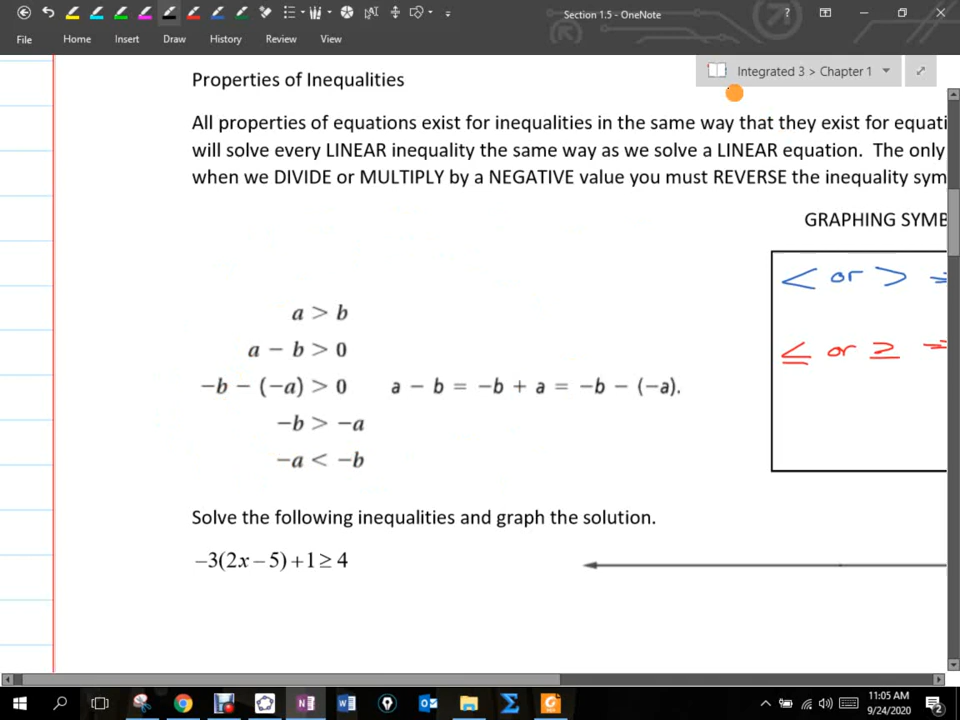 Section 1.5 - OneNote
File Home Insert Draw History Review View
Integrated 3 > Chapter 1
Properties of Inequalities
All properties of equations exist for inequalities in the same way that they exist for equati
will solve every LINEAR inequality the same way as we solve a LINEAR equation. The only
when we DIVIDE or MULTIPLY by a NEGATIVE value you must REVERSE the inequality sym
GRAPHING SYMB
< or > =
≤ or ≥ =
a > b
a − b > 0
−b − (−a) > 0 a − b = −b + a = −b − (−a).
−b > −a
−a < −b
Solve the following inequalities and graph the solution.
−3(2x − 5) + 1 ≥ 4
11:05 AM
9/24/2020
2